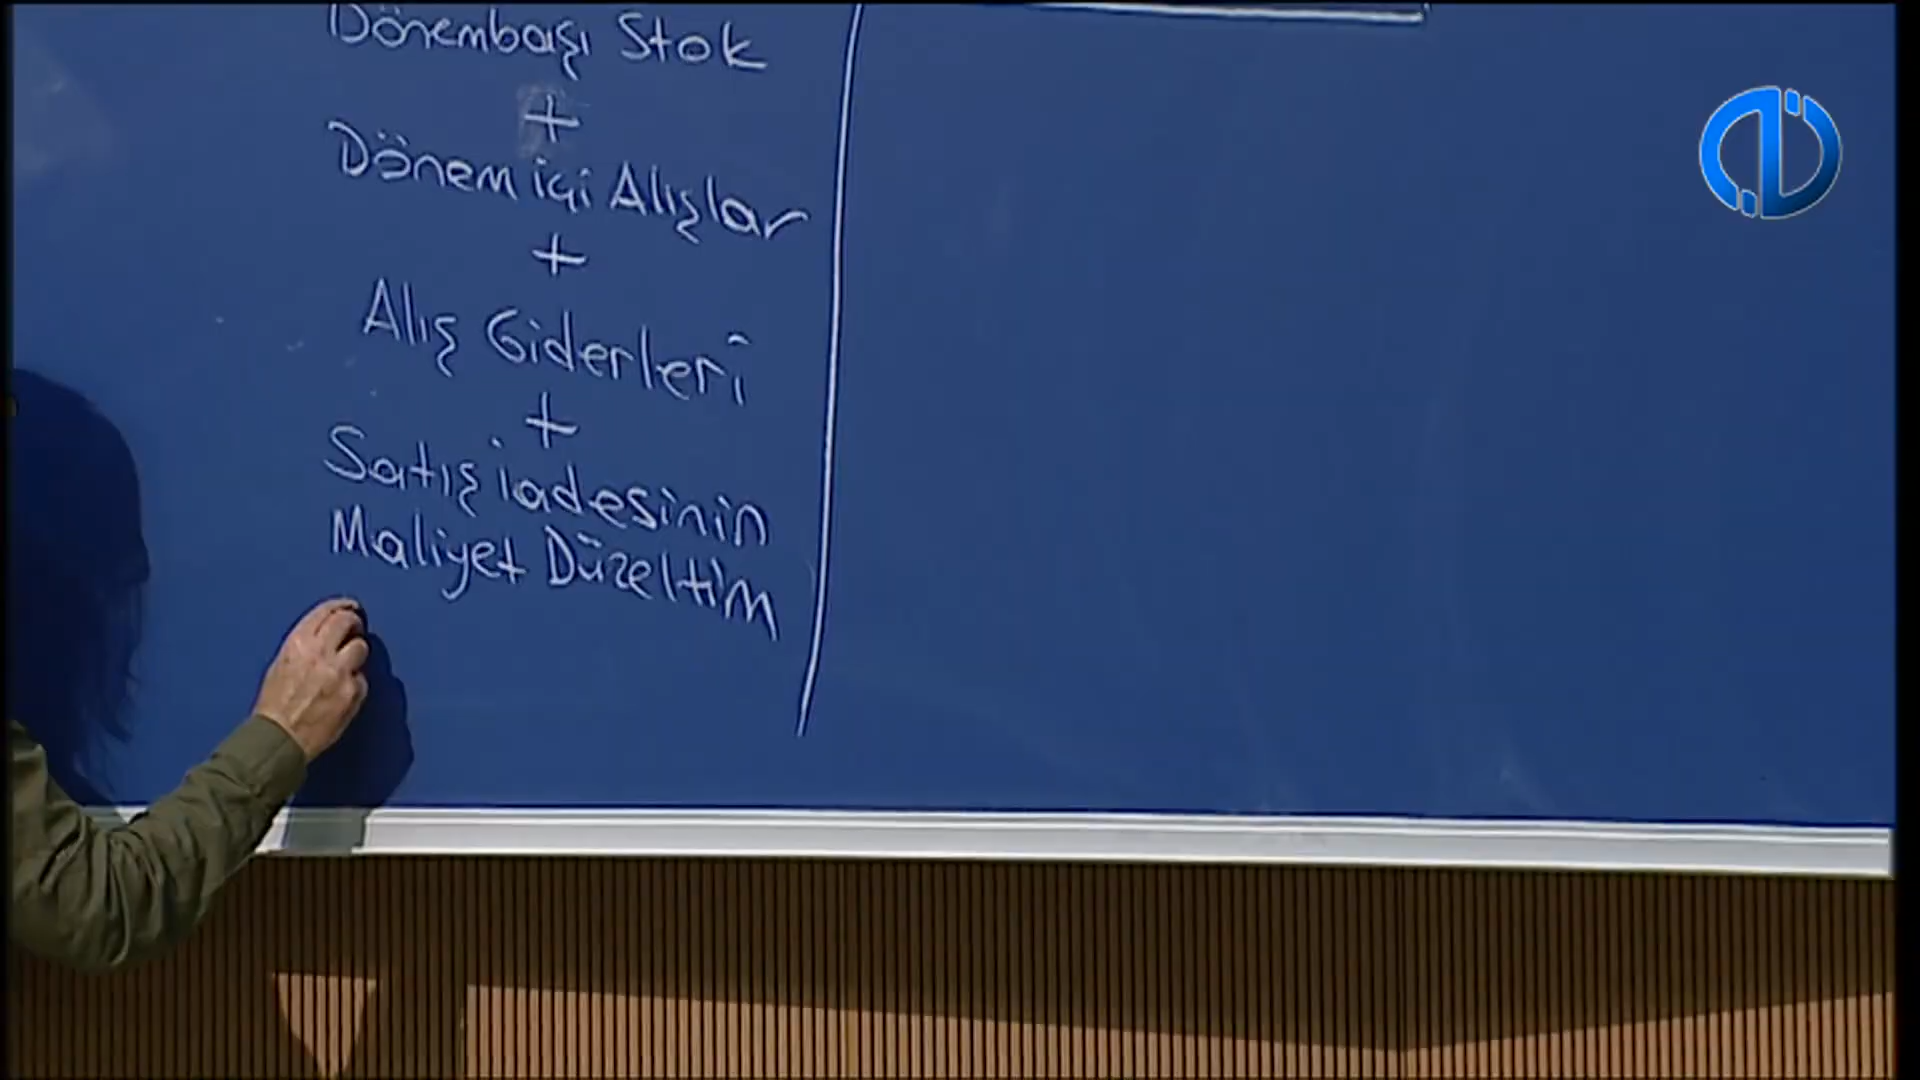 Dönembaşı Stok
+
Dönem içi Alışlar
+
Alış Giderleri
+
Satış iadesinin
Maliyet Düzeltim